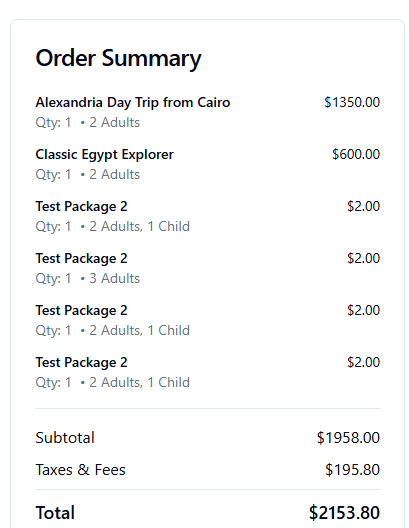 Order Summary
Alexandria Day Trip from Cairo $1350.00
Qty: 1 • 2 Adults
Classic Egypt Explorer $600.00
Qty: 1 • 2 Adults
Test Package 2 $2.00
Qty: 1 • 2 Adults, 1 Child
Test Package 2 $2.00
Qty: 1 • 3 Adults
Test Package 2 $2.00
Qty: 1 • 2 Adults, 1 Child
Test Package 2 $2.00
Qty: 1 • 2 Adults, 1 Child
Subtotal $1958.00
Taxes & Fees $195.80
Total $2153.80